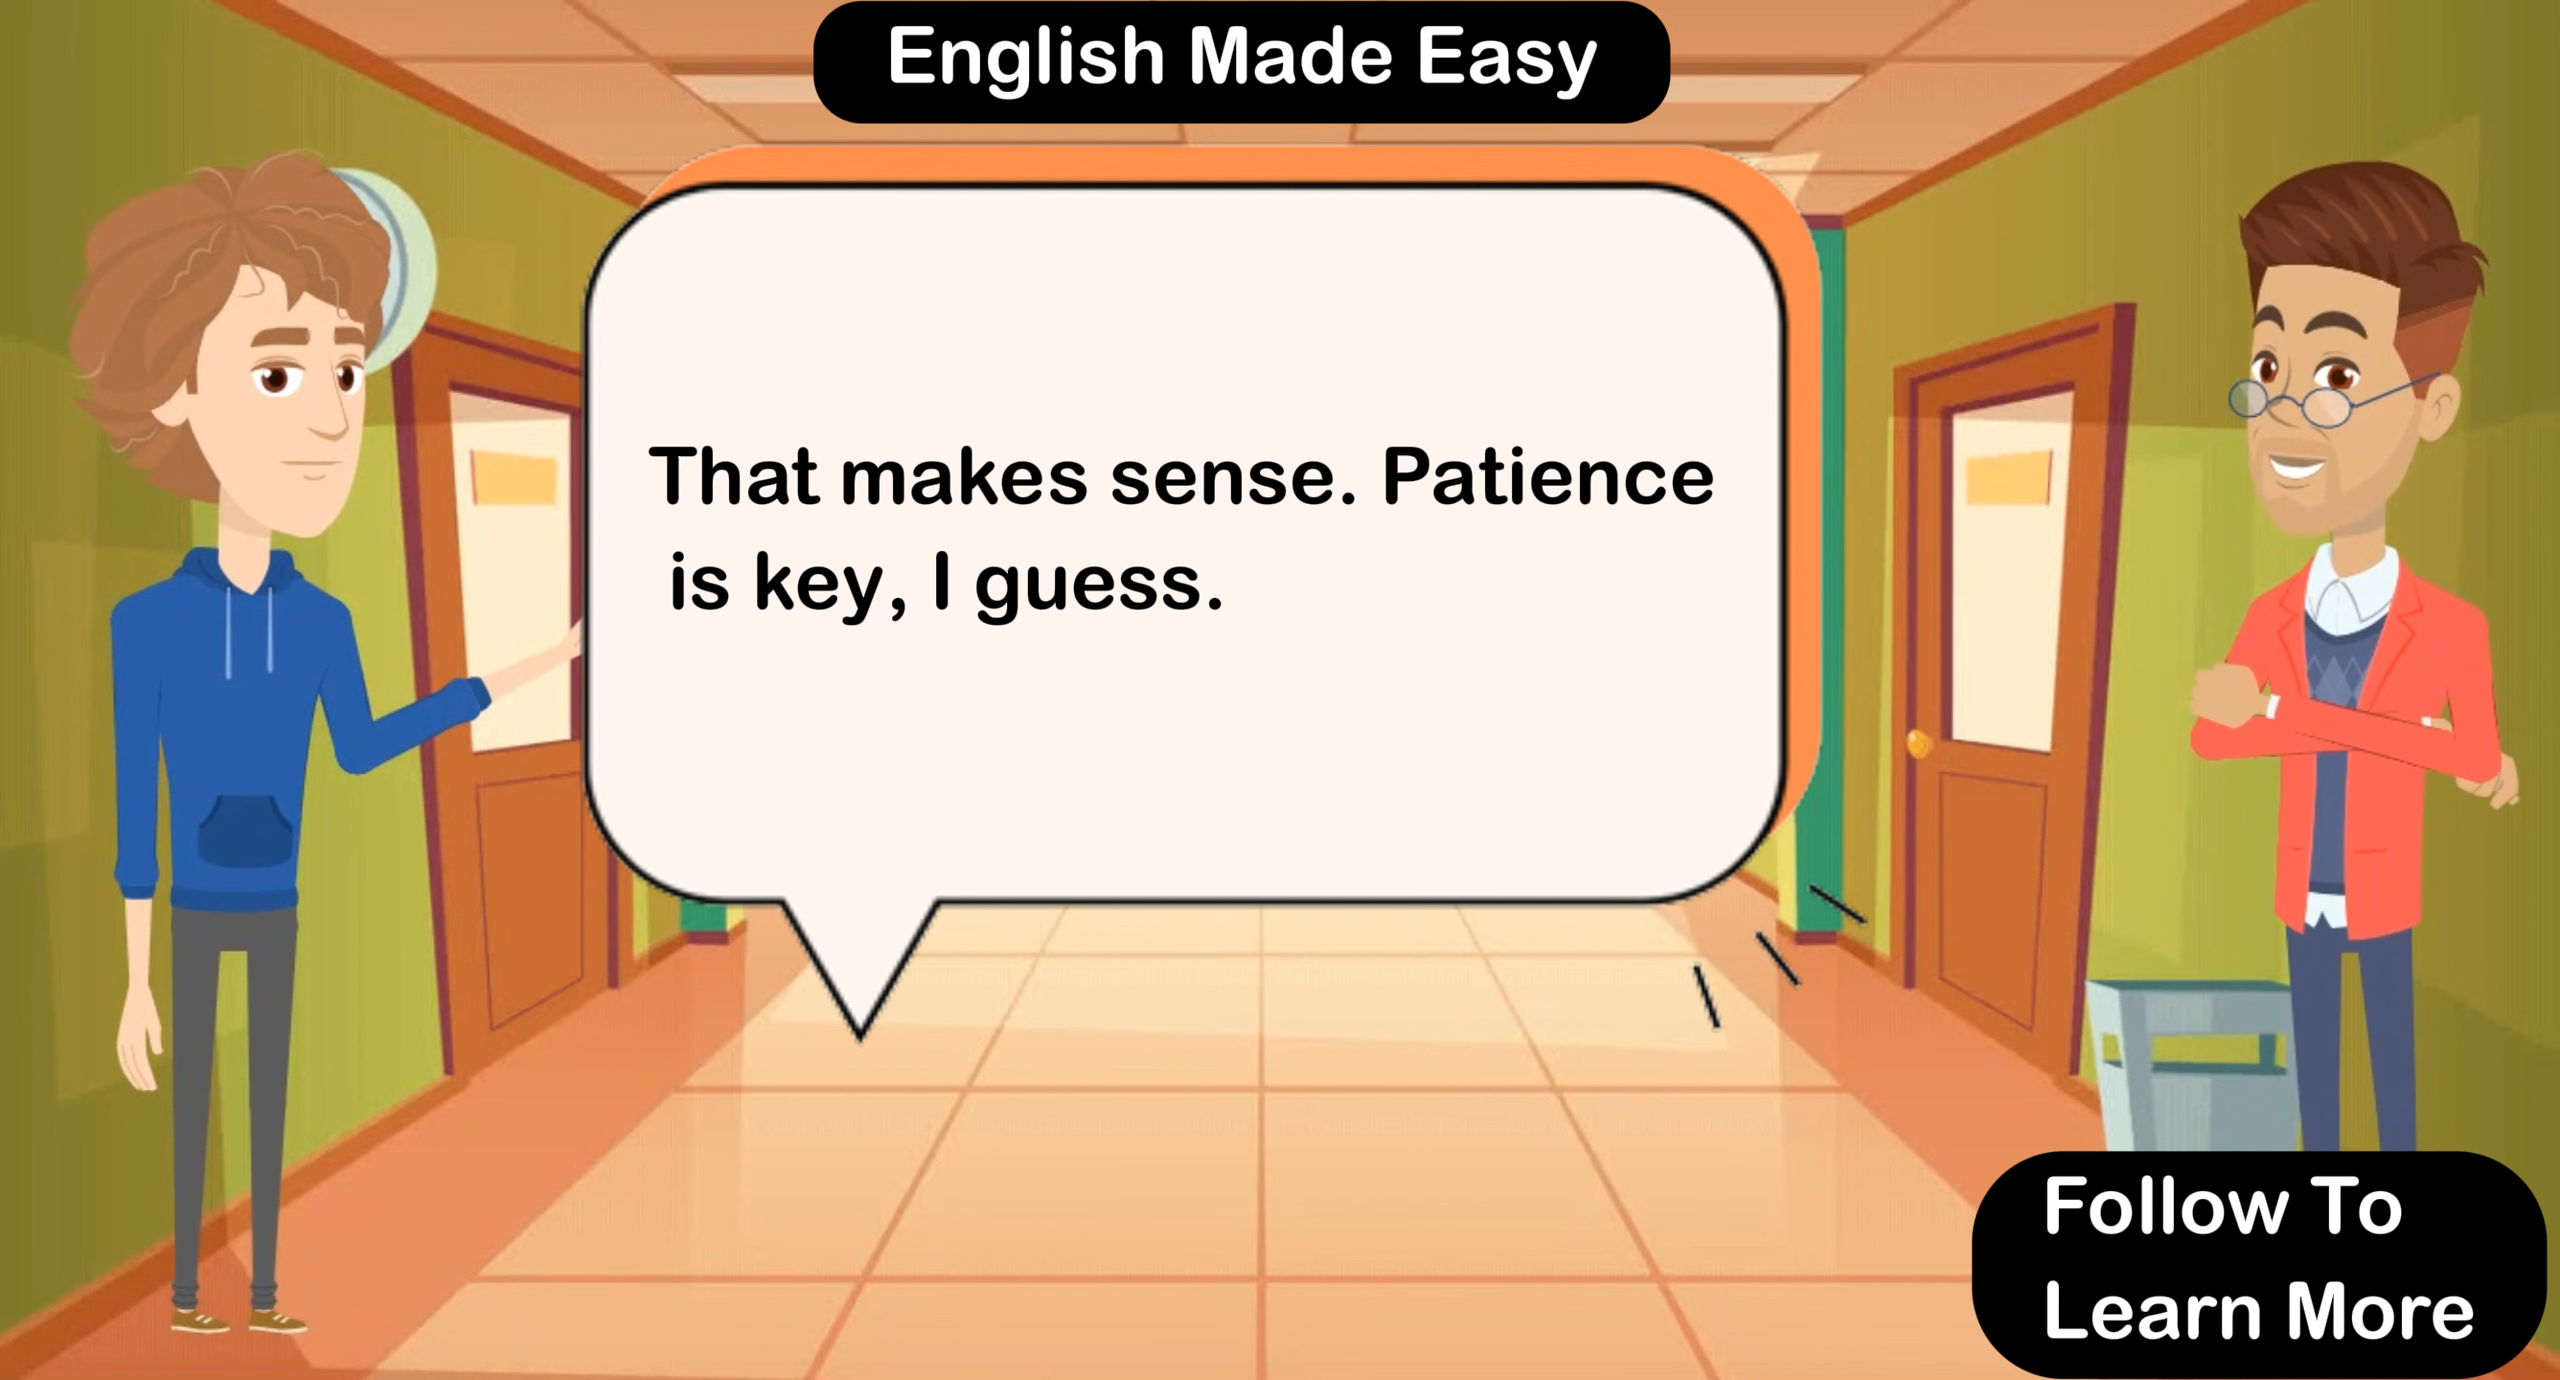 English Made Easy
That makes sense. Patience
is key, I guess.
Follow To
Learn More